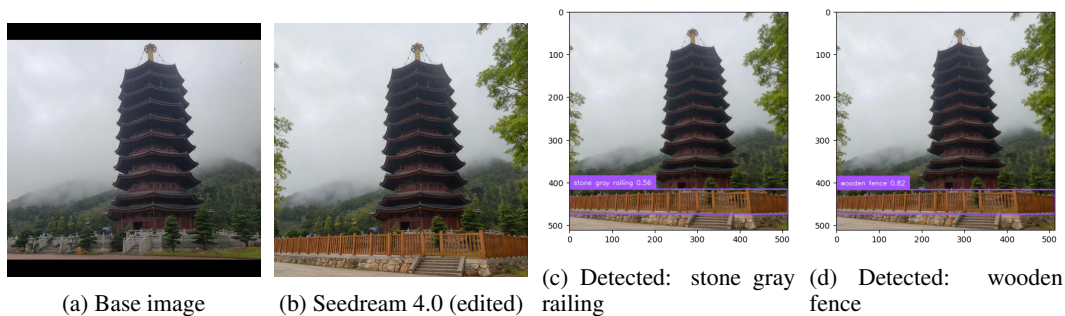 0
100
200
300
400
500
stone gray railing 0.56
0 100 200 300 400 500
0
100
200
300
400
500
wooden fence 0.82
0 100 200 300 400 500
(a) Base image
(b) Seedream 4.0 (edited)
(c) Detected: stone gray
railing
(d) Detected: wooden
fence